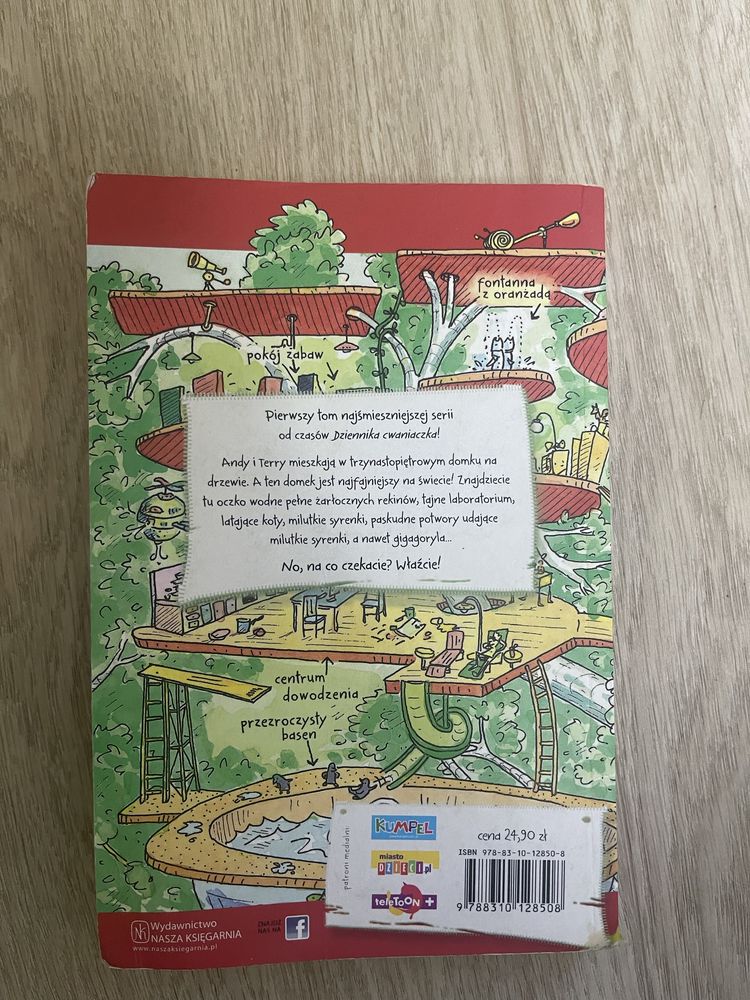 fontanna
z oranżadą
pokój zabaw
Pierwszy tom najśmieszniejszej serii
od czasów Dziennika cwaniaczka!
Andy i Terry mieszkają w trzynastopiętrowym domku na
drzewie. A ten domek jest najfajniejszy na świecie! Znajdziecie
tu oczko wodne pełne żarłocznych rekinów, tajne laboratorium,
latające koty, milutkie syrenki, paskudne potwory udające
milutkie syrenki, a nawet gigagoryla...
No, na co czekacie? Właźcie!
centrum
dowodzenia
przezroczysty
basen
patroni medialni
KUMPEL
miasto
DZIECI.pl
teleTOON+
cena 24,90 zł
ISBN 978-83-10-12850-8
9 788310 128508
Wydawnictwo
NASZA KSIĘGARNIA
www.naszaksiegarnia.pl
ZNAJDŹ
NAS NA
f